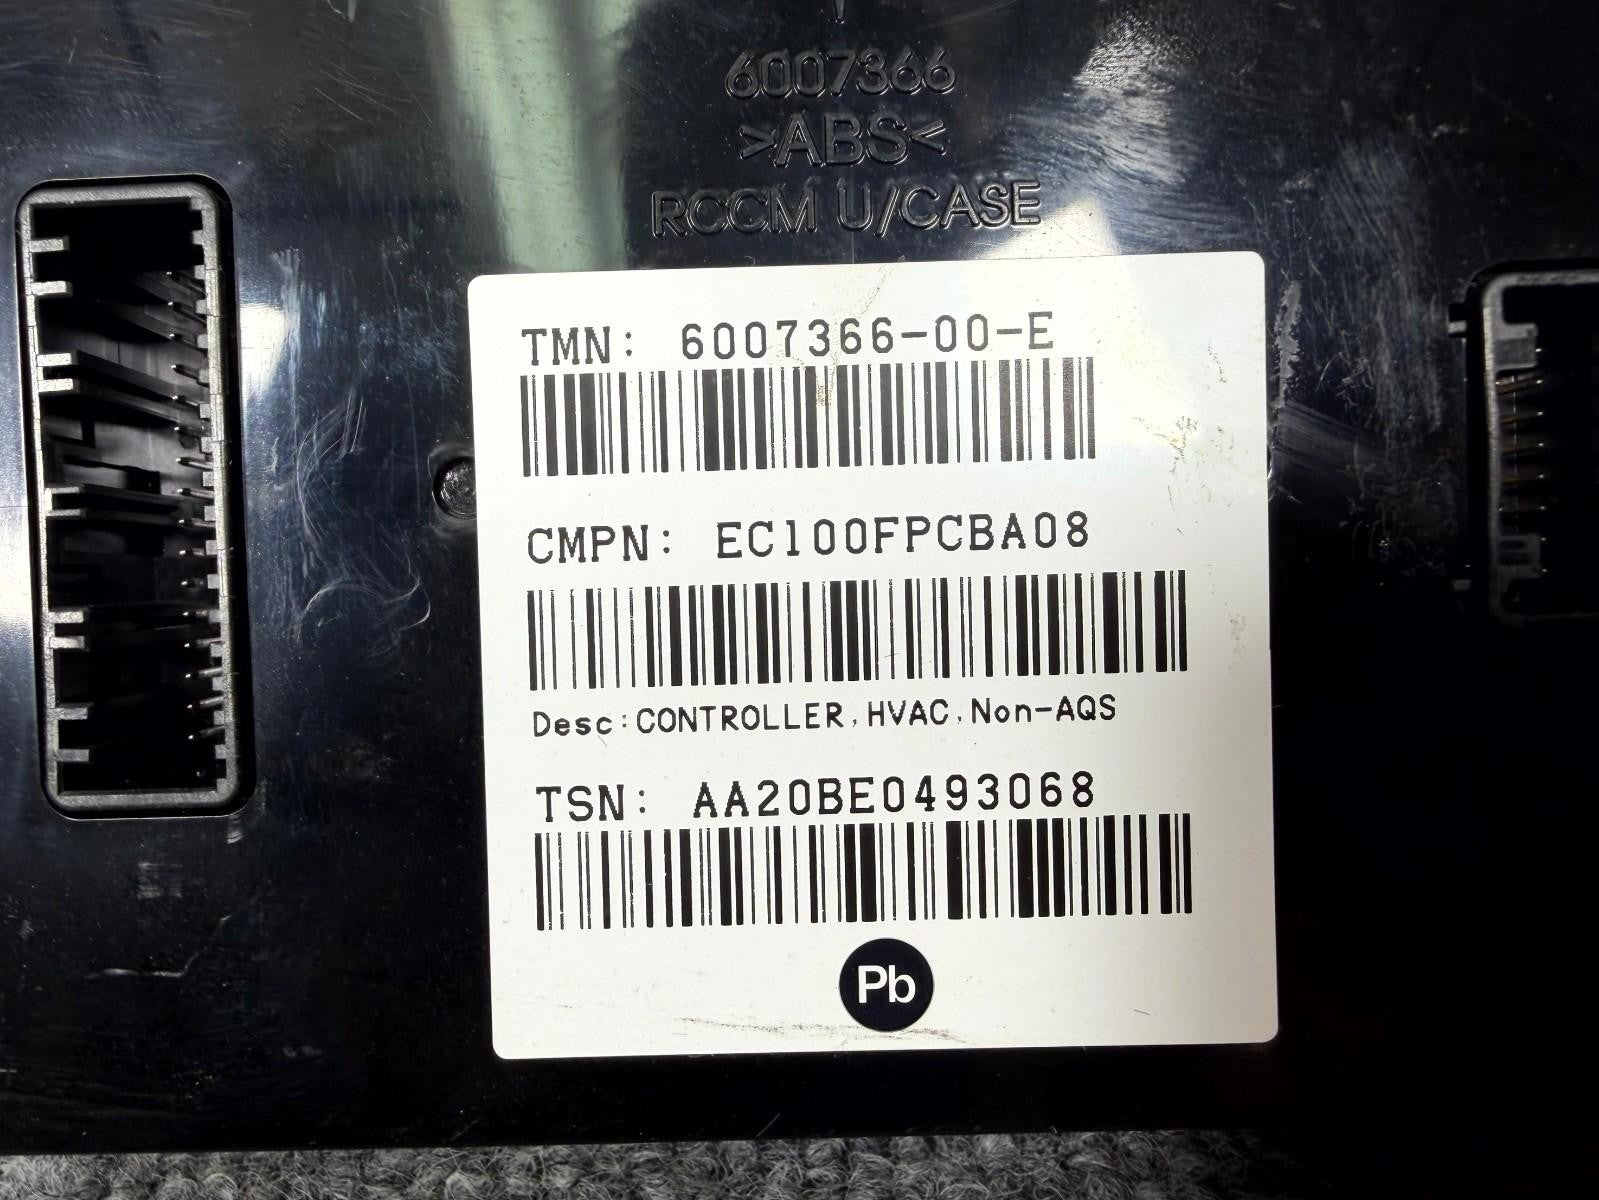 6007366
>ABS<
RCCM U/CASE
TMN: 6007366-00-E
CMPN: EC100FPCBA08
Desc:CONTROLLER,HVAC,Non-AQS
TSN: AA20BE0493068
Pb